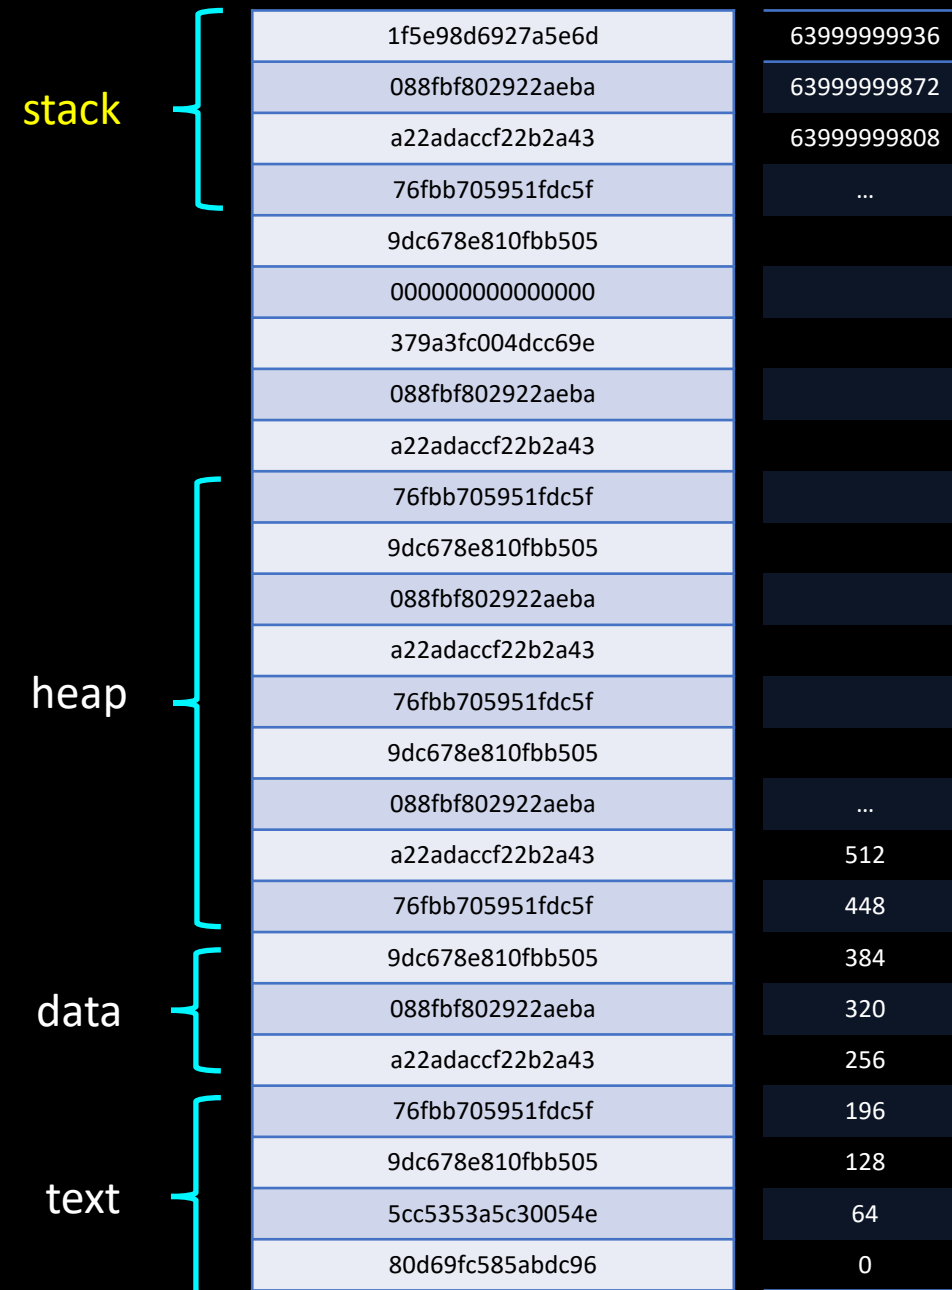 1f5e98d6927a5e6d 63999999936
088fbf802922aeba 63999999872
stack
a22adaccf22b2a43 63999999808
76fbb705951fdc5f ...
9dc678e810fbb505
000000000000000
379a3fc004dcc69e
088fbf802922aeba
a22adaccf22b2a43
76fbb705951fdc5f
9dc678e810fbb505
088fbf802922aeba
a22adaccf22b2a43
heap
76fbb705951fdc5f
9dc678e810fbb505
088fbf802922aeba ...
a22adaccf22b2a43 512
76fbb705951fdc5f 448
9dc678e810fbb505 384
data
088fbf802922aeba 320
a22adaccf22b2a43 256
76fbb705951fdc5f 196
9dc678e810fbb505 128
text
5cc5353a5c30054e 64
80d69fc585abdc96 0